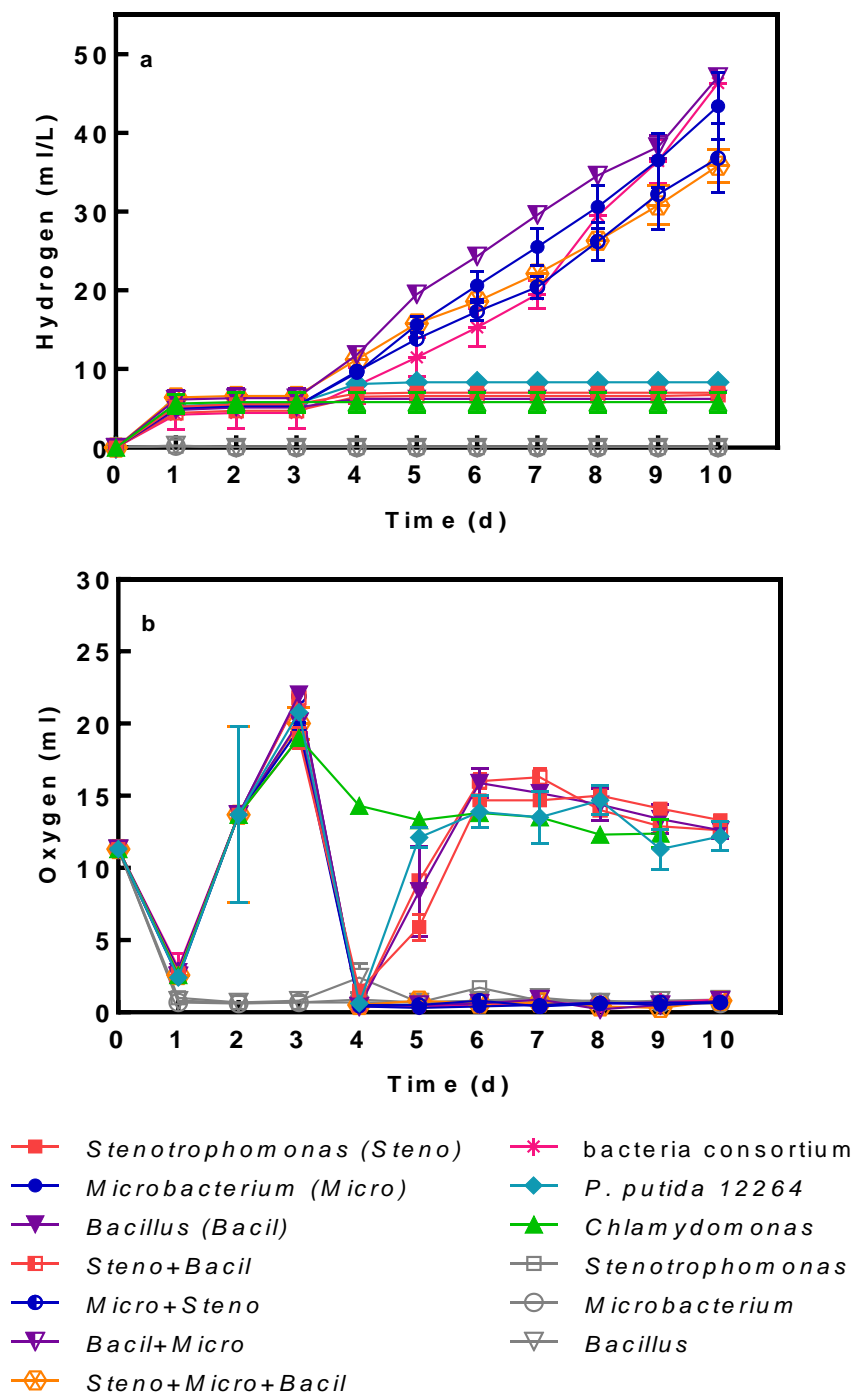 50
a
40
30
20
10
0
Hydrogen (ml/L)
0 1 2 3 4 5 6 7 8 9 10
Time (d)
30
b
25
20
15
10
5
0
Oxygen (ml)
0 1 2 3 4 5 6 7 8 9 10
Time (d)
Stenotrophomonas (Steno)
Microbacterium (Micro)
Bacillus (Bacil)
Steno+Bacil
Micro+Steno
Bacil+Micro
Steno+Micro+Bacil
bacteria consortium
P. putida 12264
Chlamydomonas
Stenotrophomonas
Microbacterium
Bacillus